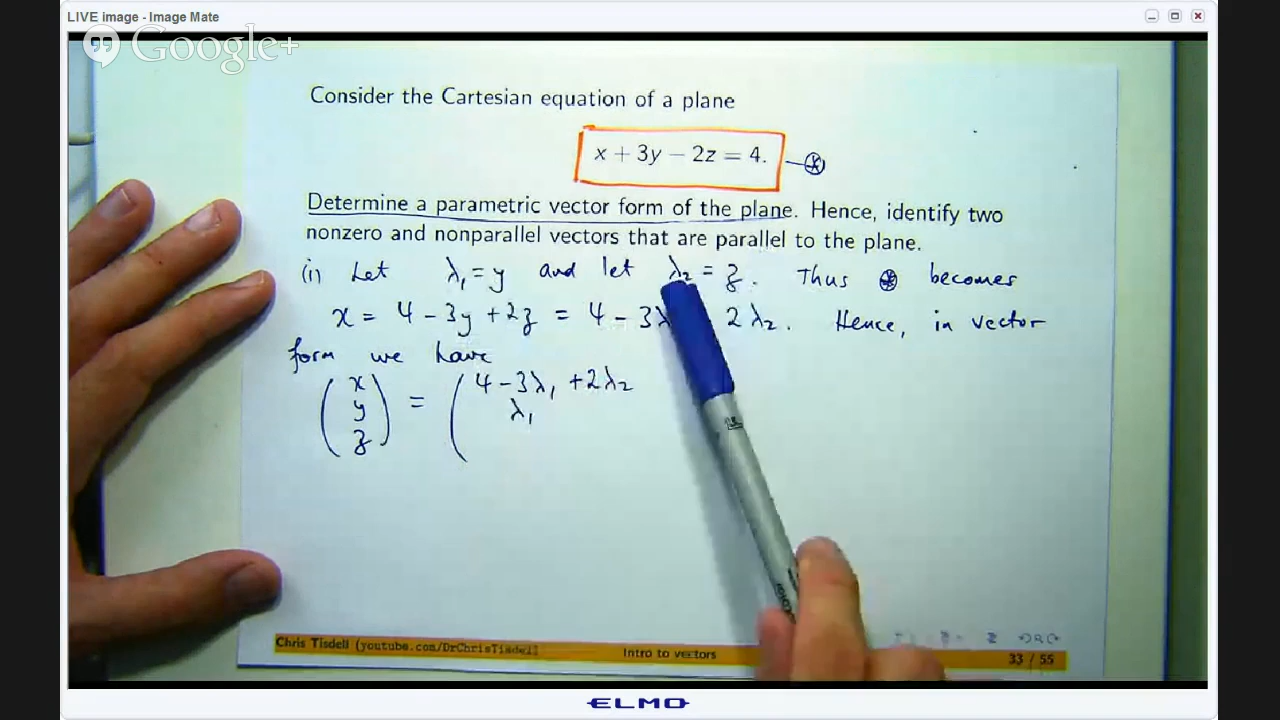 LIVE image - Image Mate
Google+
Consider the Cartesian equation of a plane
x + 3y − 2z = 4. — ⊛
Determine a parametric vector form of the plane. Hence, identify two
nonzero and nonparallel vectors that are parallel to the plane.
(i) Let λ₁ = y and let λ₂ = z. Thus ⊛ becomes
x = 4 − 3y + 2z = 4 − 3λ 2λ₂. Hence, in vector
form we have
( x y z ) = ( 4 − 3λ₁ + 2λ₂
λ₁
Chris Tisdell (youtube.com/DrChrisTisdell
Intro to vectors
33 / 55
ELMO